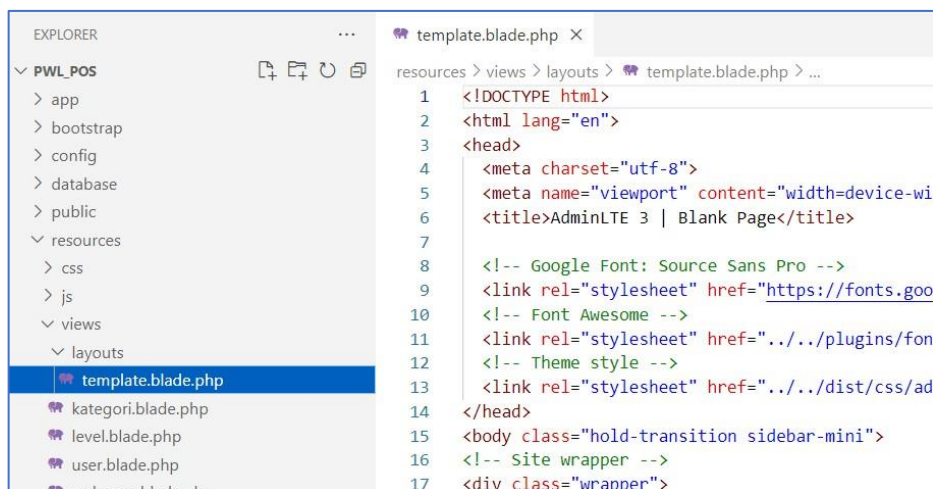 EXPLORER
PWL_POS
app
bootstrap
config
database
public
resources
css
js
views
layouts
template.blade.php
kategori.blade.php
level.blade.php
user.blade.php
template.blade.php
resources > views > layouts > template.blade.php > ...
1 <!DOCTYPE html>
2 <html lang="en">
3 <head>
4 <meta charset="utf-8">
5 <meta name="viewport" content="width=device-wi
6 <title>AdminLTE 3 | Blank Page</title>
7
8 <!-- Google Font: Source Sans Pro -->
9 <link rel="stylesheet" href="https://fonts.goo
10 <!-- Font Awesome -->
11 <link rel="stylesheet" href="../../plugins/fon
12 <!-- Theme style -->
13 <link rel="stylesheet" href="../../dist/css/ad
14 </head>
15 <body class="hold-transition sidebar-mini">
16 <!-- Site wrapper -->
17 <div class="wrapper">